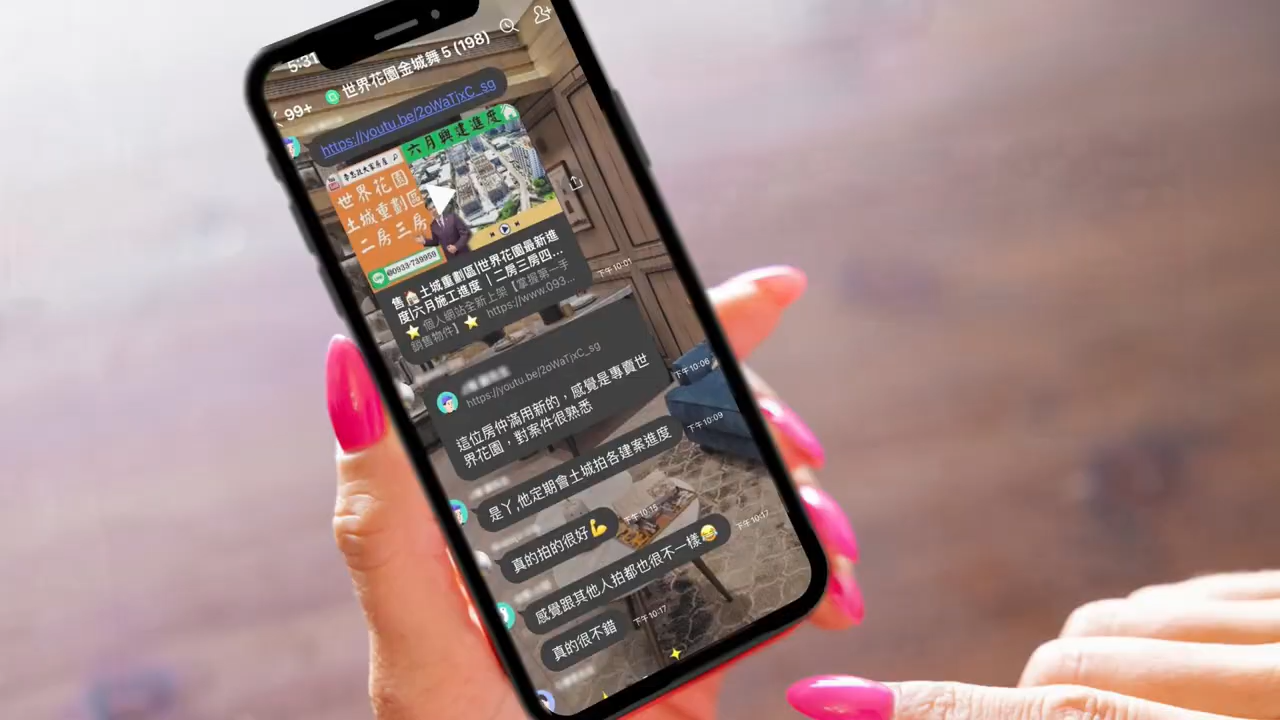 5:31
99+ 世界花園金城舞 5 (198)
https://youtu.be/2oWaTjxC_sg
六月興建進度
世界花園
土城重劃區
二房三房
@0933-739959
售🏠土城重劃區|世界花園最新進
度|六月施工進度 | 二房三房四...
⭐ 個人網站全新上架【掌握第一手
銷售物件】⭐ https://www.093...
下午10:01
https://youtu.be/2oWaTjxC_sg
這位房仲滿用新的，感覺是專賣世
界花園，對案件很熟悉
下午10:06
是丫,他定期會土城拍各建案進度
下午10:09
真的拍的很好💪
下午10:15
感覺跟其他人拍都也很不一樣😂
下午10:17
真的很不錯
下午10:17